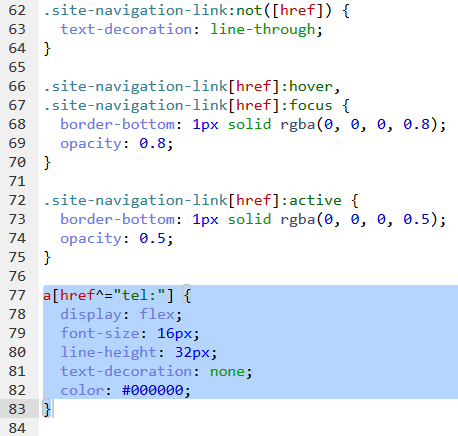 62 .site-navigation-link:not([href]) {
63   text-decoration: line-through;
64 }
65
66 .site-navigation-link[href]:hover,
67 .site-navigation-link[href]:focus {
68   border-bottom: 1px solid rgba(0, 0, 0, 0.8);
69   opacity: 0.8;
70 }
71
72 .site-navigation-link[href]:active {
73   border-bottom: 1px solid rgba(0, 0, 0, 0.5);
74   opacity: 0.5;
75 }
76
77 a[href^="tel:"] {
78   display: flex;
79   font-size: 16px;
80   line-height: 32px;
81   text-decoration: none;
82   color: #000000;
83 }
84